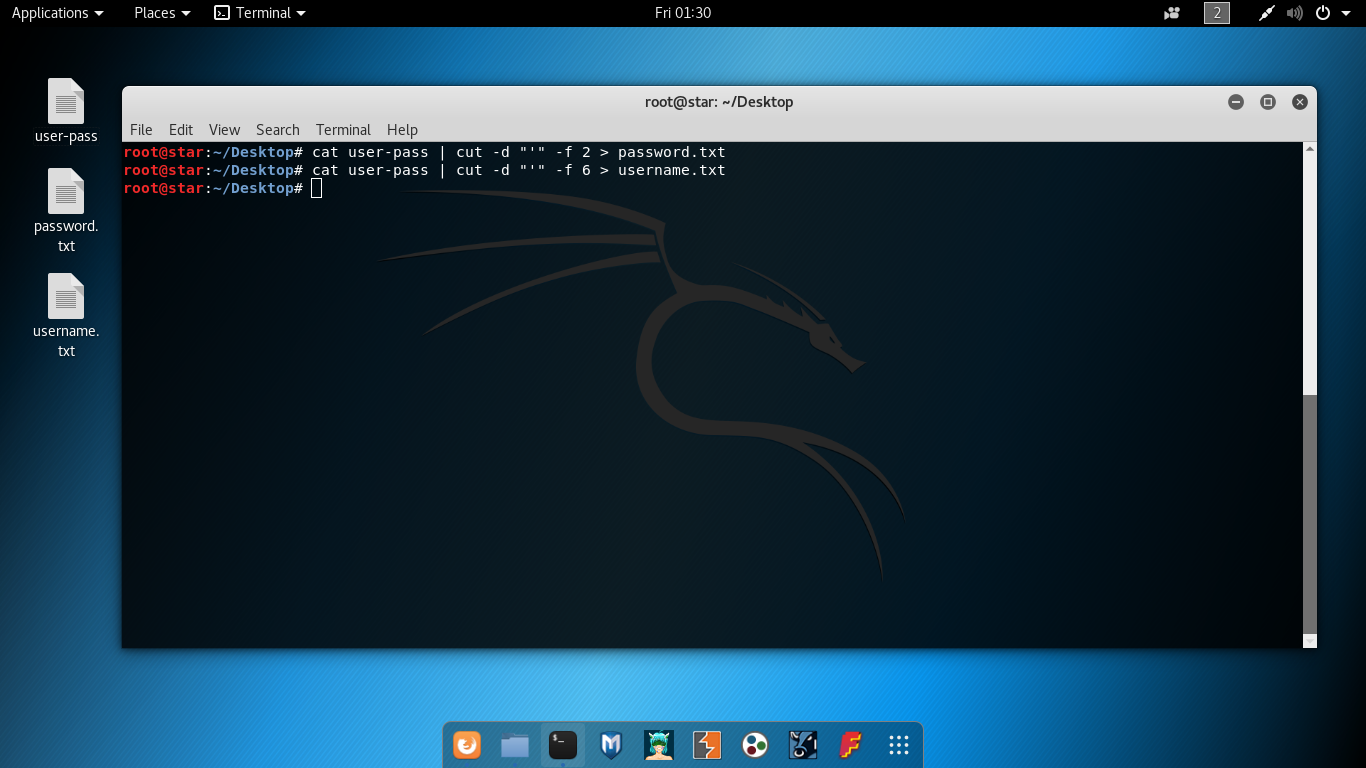 Applications Places Terminal Fri 01:30 2
user-pass
password.
txt
username.
txt
root@star: ~/Desktop
File Edit View Search Terminal Help
root@star:~/Desktop# cat user-pass | cut -d "'" -f 2 > password.txt
root@star:~/Desktop# cat user-pass | cut -d "'" -f 6 > username.txt
root@star:~/Desktop#